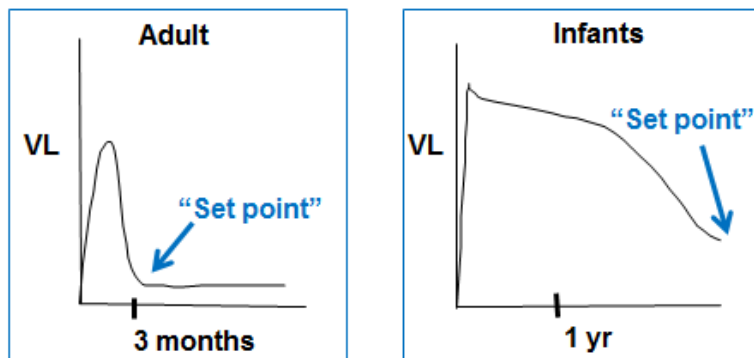 Adult
VL
“Set point”
3 months
Infants
VL
“Set point”
1 yr